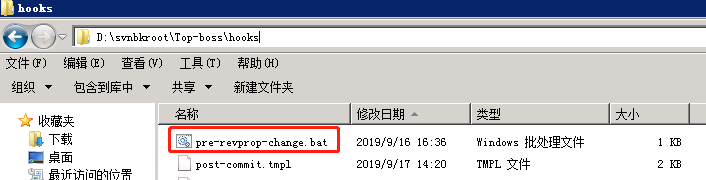 hooks
D:\svnbkroot\Top-boss\hooks
文件(F) 编辑(E) 查看(V) 工具(T) 帮助(H)
组织 包含到库中 共享 新建文件夹
收藏夹
下载
桌面
最近访问的位置
名称 修改日期 类型 大小
pre-revprop-change.bat 2019/9/16 16:36 Windows 批处理文件 1 KB
post-commit.tmpl 2019/9/17 14:20 TMPL 文件 2 KB